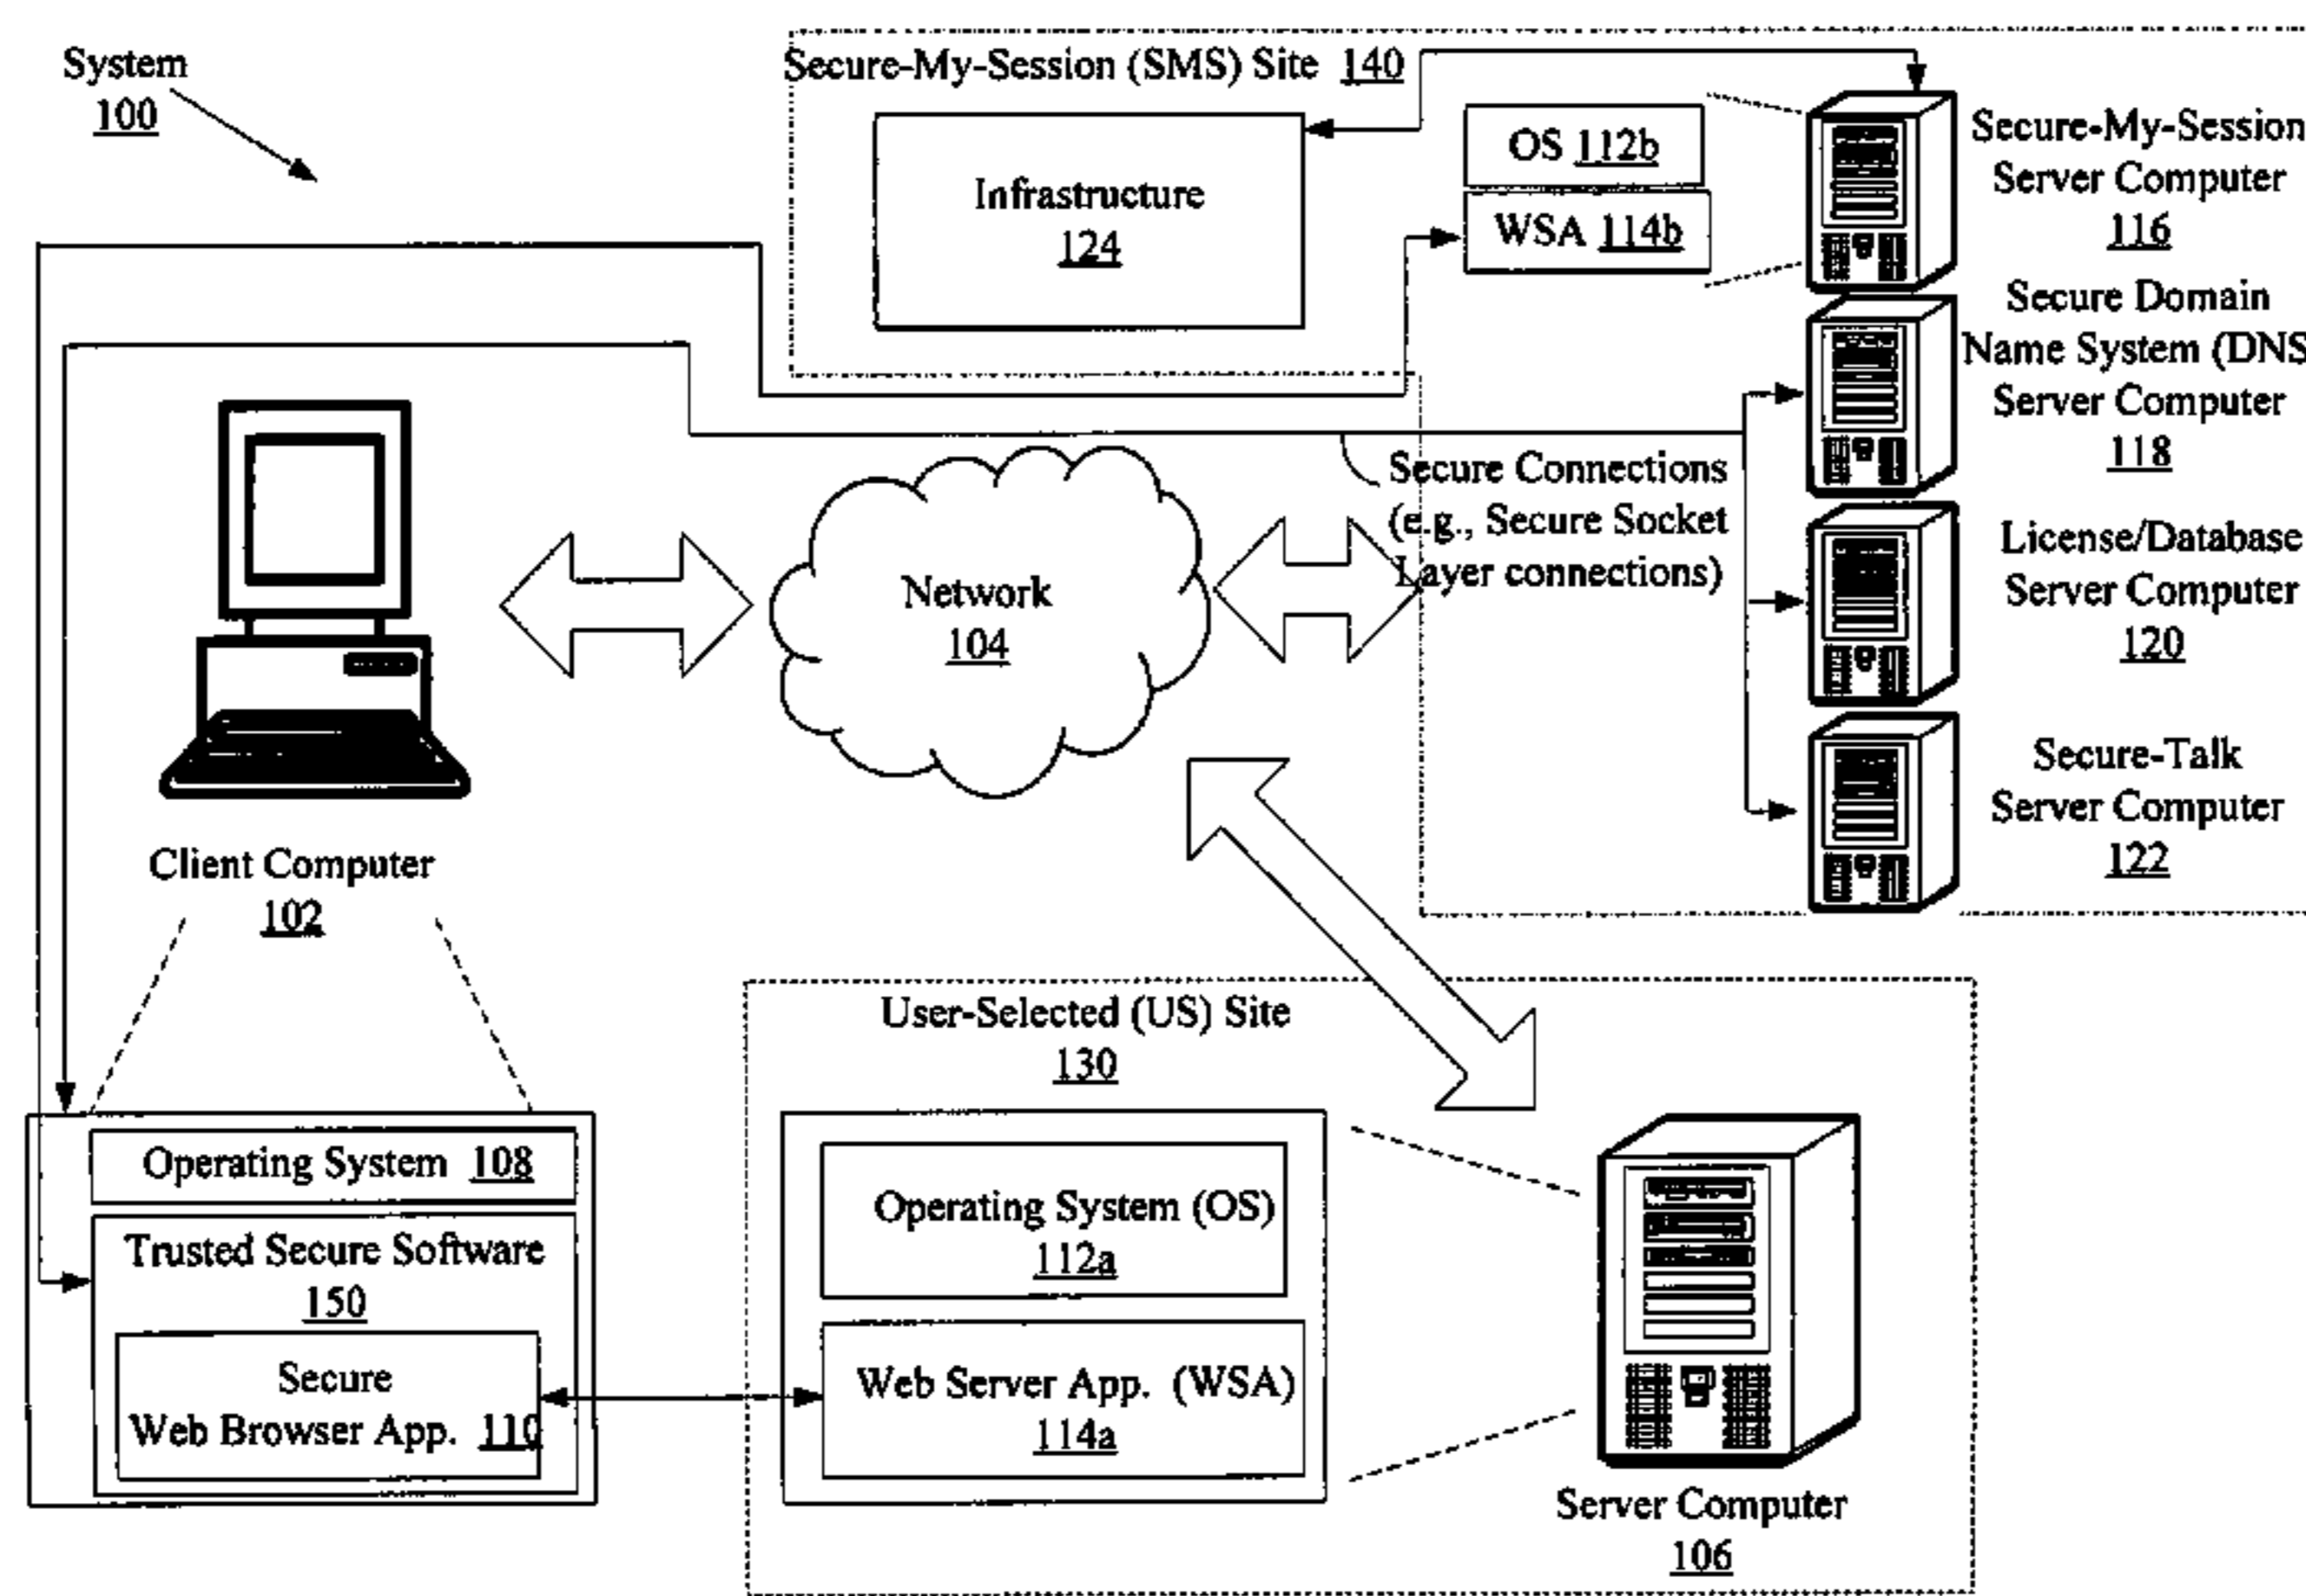 System
100
Secure-My-Session (SMS) Site 140
Infrastructure
124
OS 112b
WSA 114b
Secure-My-Session
Server Computer
116
Secure Domain
Name System (DNS
Server Computer
118
Secure Connections
(e.g., Secure Socket
Layer connections)
License/Database
Server Computer
120
Secure-Talk
Server Computer
122
Network
104
Client Computer
102
Operating System 108
Trusted Secure Software
150
Secure
Web Browser App. 110
User-Selected (US) Site
130
Operating System (OS)
112a
Web Server App. (WSA)
114a
Server Computer
106